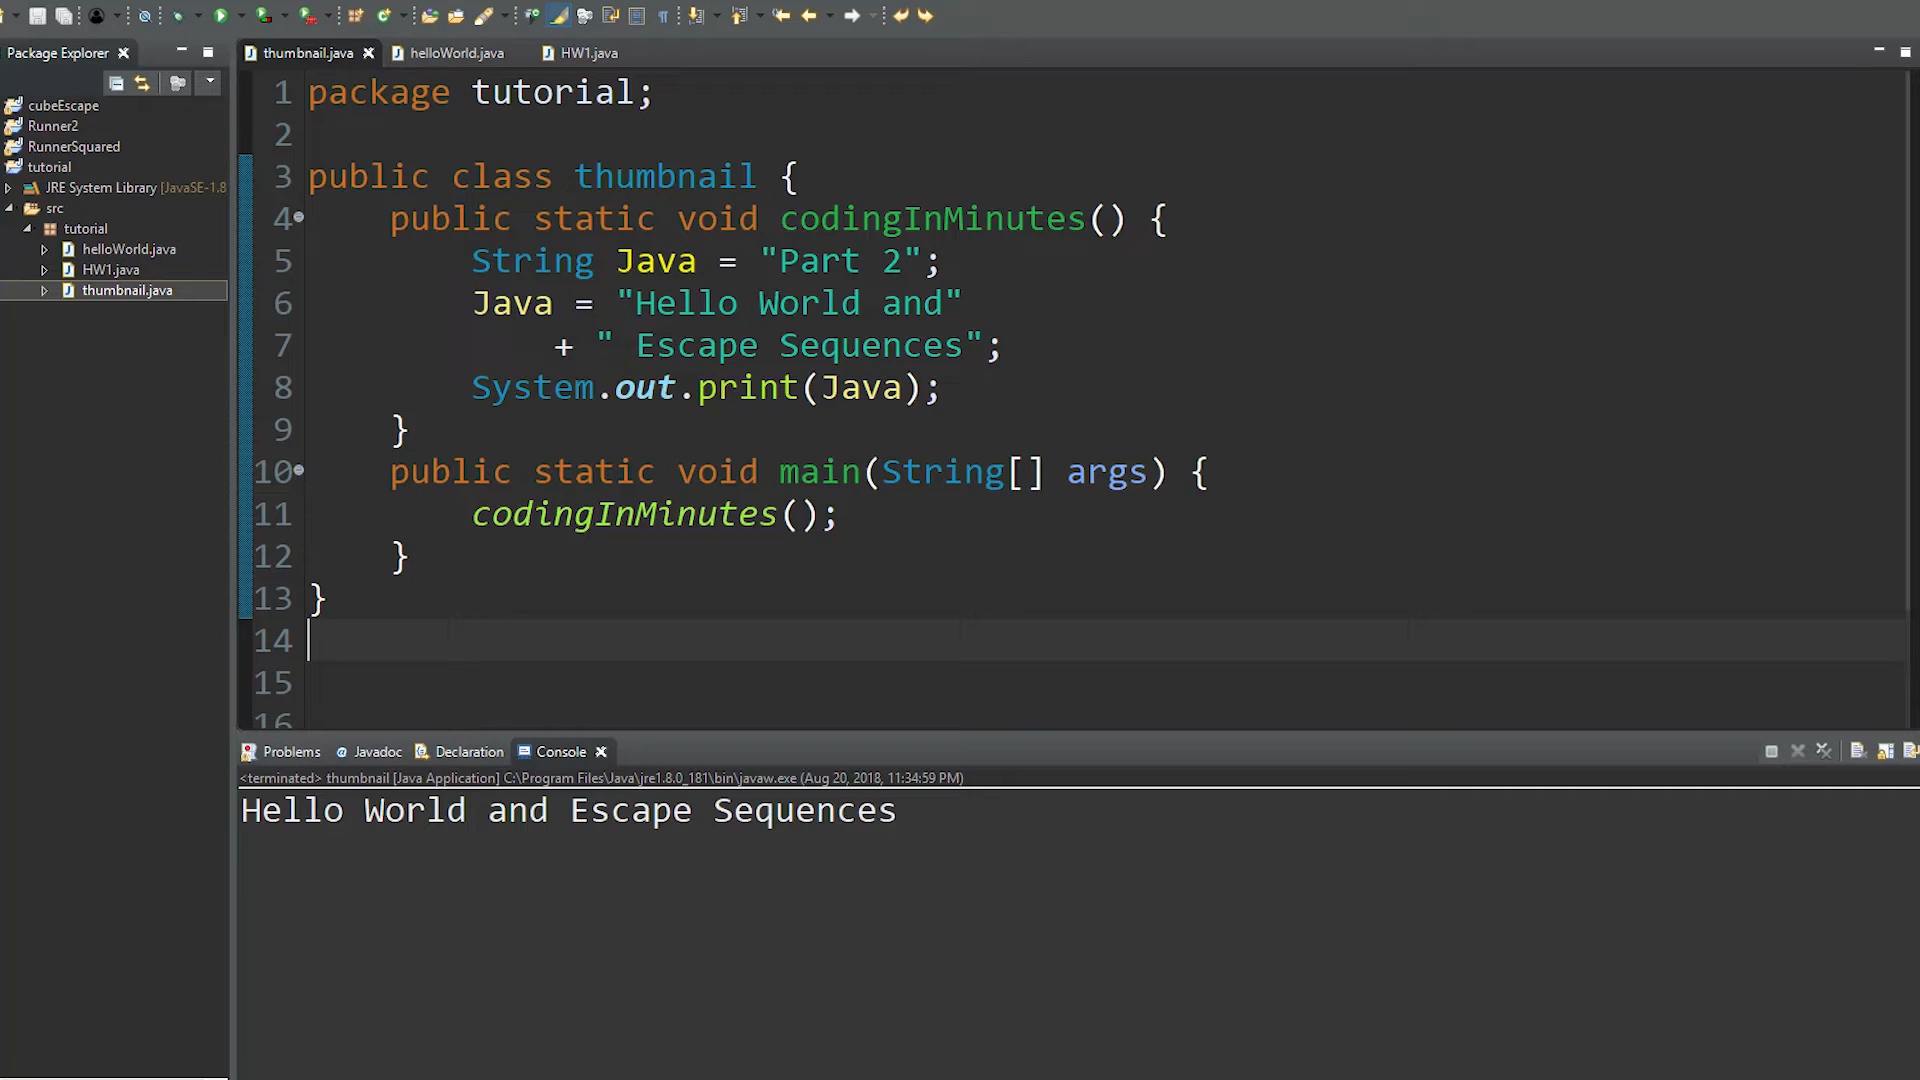 Package Explorer
thumbnail.java
helloWorld.java
HW1.java
cubeEscape
Runner2
RunnerSquared
tutorial
JRE System Library [JavaSE-1.8
src
tutorial
helloWorld.java
HW1.java
thumbnail.java
1 package tutorial;
2
3 public class thumbnail {
4 public static void codingInMinutes() {
5 String Java = "Part 2";
6 Java = "Hello World and"
7 + " Escape Sequences";
8 System.out.print(Java);
9 }
10 public static void main(String[] args) {
11 codingInMinutes();
12 }
13 }
14
15
16
Problems @ Javadoc Declaration Console
<terminated> thumbnail [Java Application] C:\Program Files\Java\jre1.8.0_181\bin\javaw.exe (Aug 20, 2018, 11:34:59 PM)
Hello World and Escape Sequences